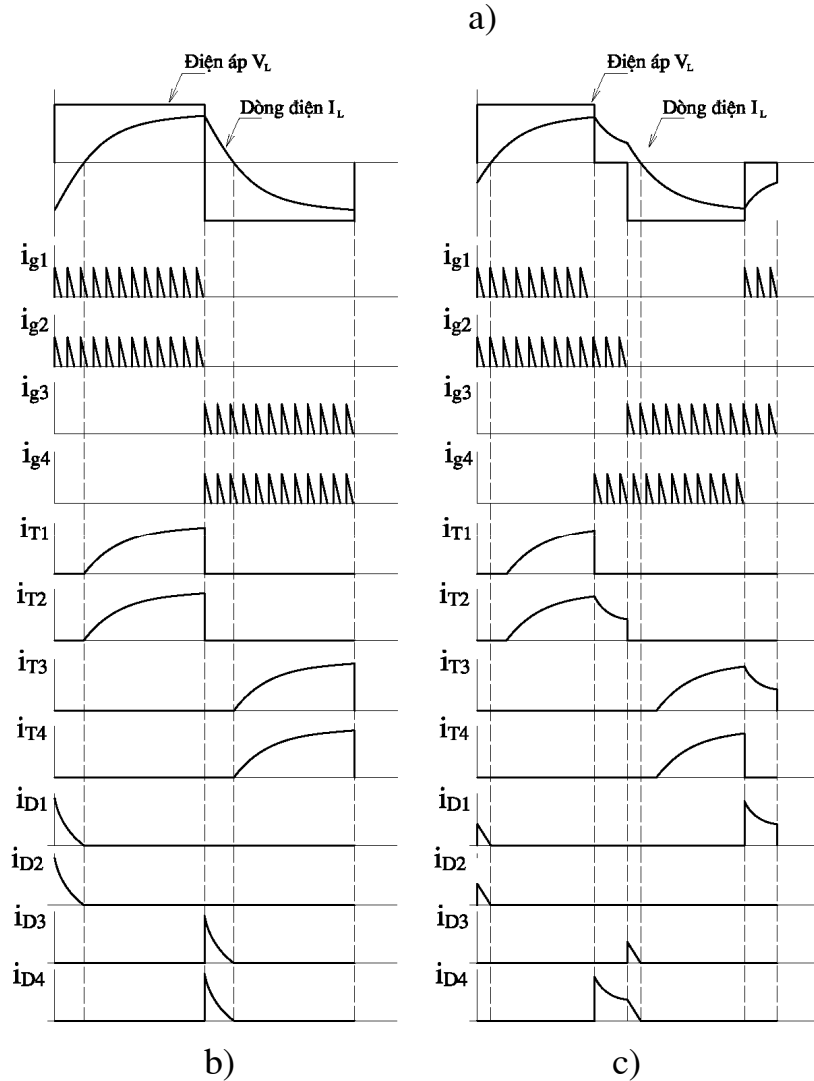 a)
Điện áp V_L
Dòng điện I_L
i_g1
i_g2
i_g3
i_g4
i_T1
i_T2
i_T3
i_T4
i_D1
i_D2
i_D3
i_D4
b)
Điện áp V_L
Dòng điện I_L
i_g1
i_g2
i_g3
i_g4
i_T1
i_T2
i_T3
i_T4
i_D1
i_D2
i_D3
i_D4
c)